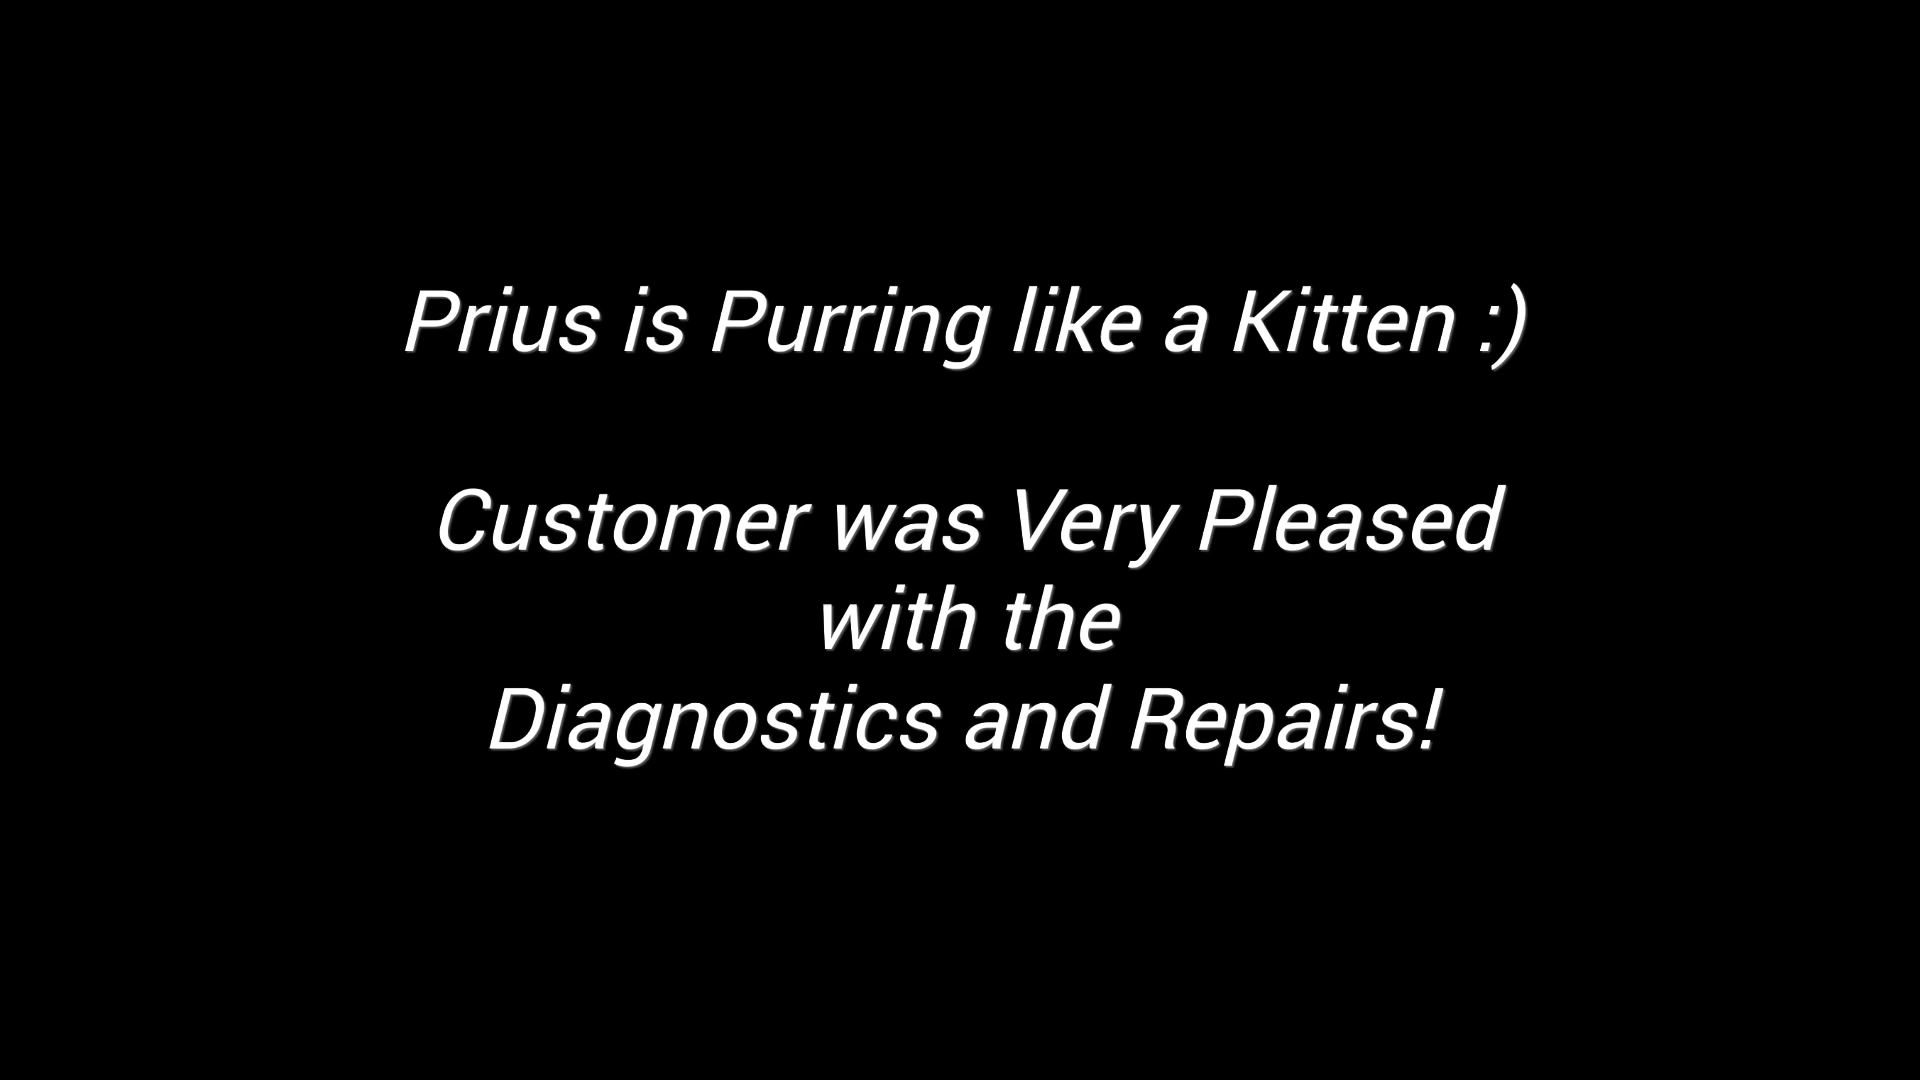 Prius is Purring like a Kitten :)
Customer was Very Pleased
with the
Diagnostics and Repairs!